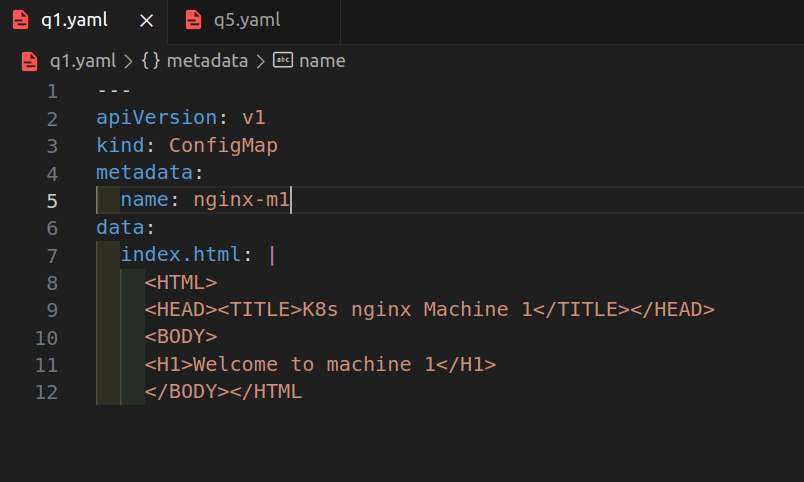 q1.yaml q5.yaml
q1.yaml > {} metadata > abc name
1 ---
2 apiVersion: v1
3 kind: ConfigMap
4 metadata:
5   name: nginx-m1
6 data:
7   index.html: |
8     <HTML>
9     <HEAD><TITLE>K8s nginx Machine 1</TITLE></HEAD>
10     <BODY>
11     <H1>Welcome to machine 1</H1>
12     </BODY></HTML